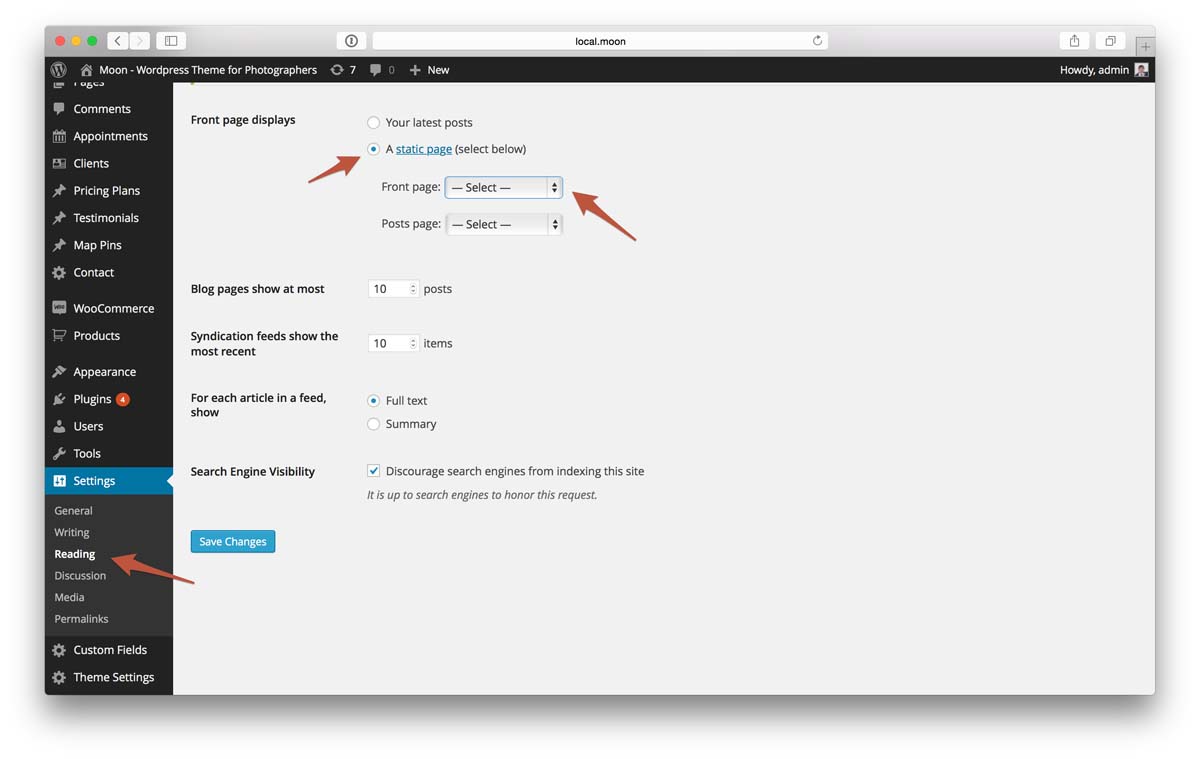 local.moon
Moon - Wordpress Theme for Photographers 7 0 New Howdy, admin
Pages
Comments
Appointments
Clients
Pricing Plans
Testimonials
Map Pins
Contact
WooCommerce
Products
Appearance
Plugins 4
Users
Tools
Settings
General
Writing
Reading
Discussion
Media
Permalinks
Custom Fields
Theme Settings
Front page displays
Your latest posts
A static page (select below)
Front page: — Select —
Posts page: — Select —
Blog pages show at most 10 posts
Syndication feeds show the
most recent
10 items
For each article in a feed,
show
Full text
Summary
Search Engine Visibility
Discourage search engines from indexing this site
It is up to search engines to honor this request.
Save Changes